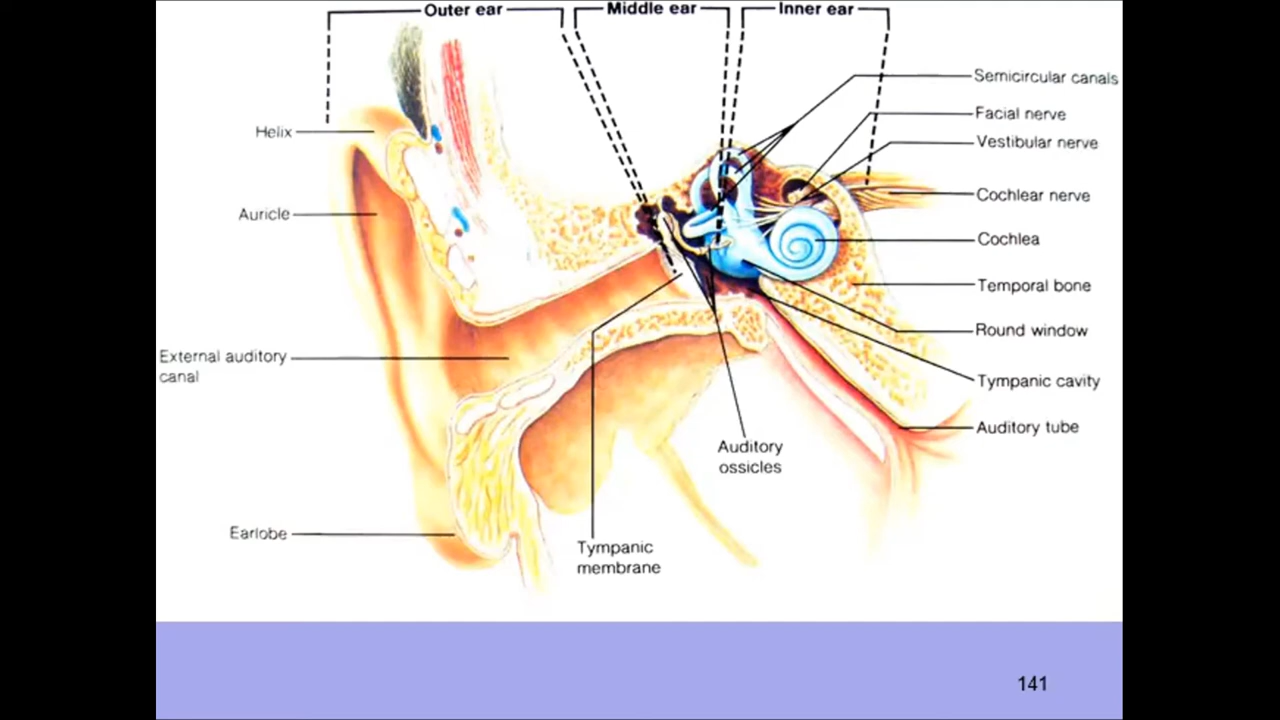 Outer ear
Middle ear
Inner ear
Semicircular canals
Facial nerve
Vestibular nerve
Cochlear nerve
Cochlea
Temporal bone
Round window
Tympanic cavity
Auditory tube
Helix
Auricle
External auditory
canal
Earlobe
Auditory
ossicles
Tympanic
membrane
141